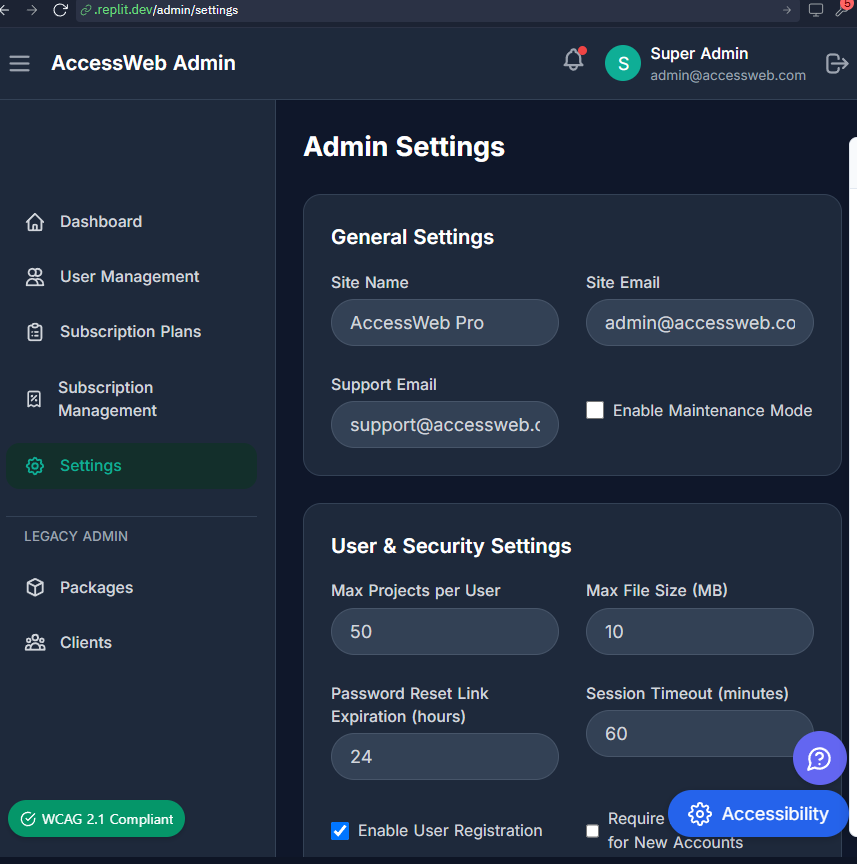 .replit.dev/admin/settings
5
AccessWeb Admin
S
Super Admin
admin@accessweb.com
Dashboard
User Management
Subscription Plans
Subscription
Management
Settings
LEGACY ADMIN
Packages
Clients
WCAG 2.1 Compliant
Admin Settings
General Settings
Site Name
Site Email
AccessWeb Pro
admin@accessweb.co
Support Email
support@accessweb.c
Enable Maintenance Mode
User & Security Settings
Max Projects per User
Max File Size (MB)
50
10
Password Reset Link
Expiration (hours)
Session Timeout (minutes)
24
60
Enable User Registration
Require
for New Accounts
Accessibility